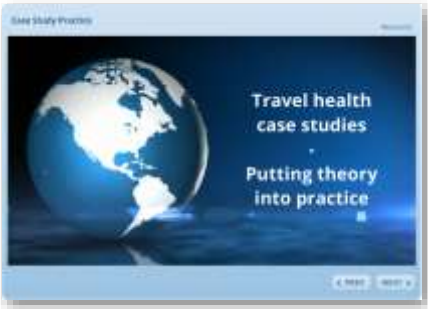 Case Study Practice
Travel health
case studies
Putting theory
into practice
PREV
NEXT